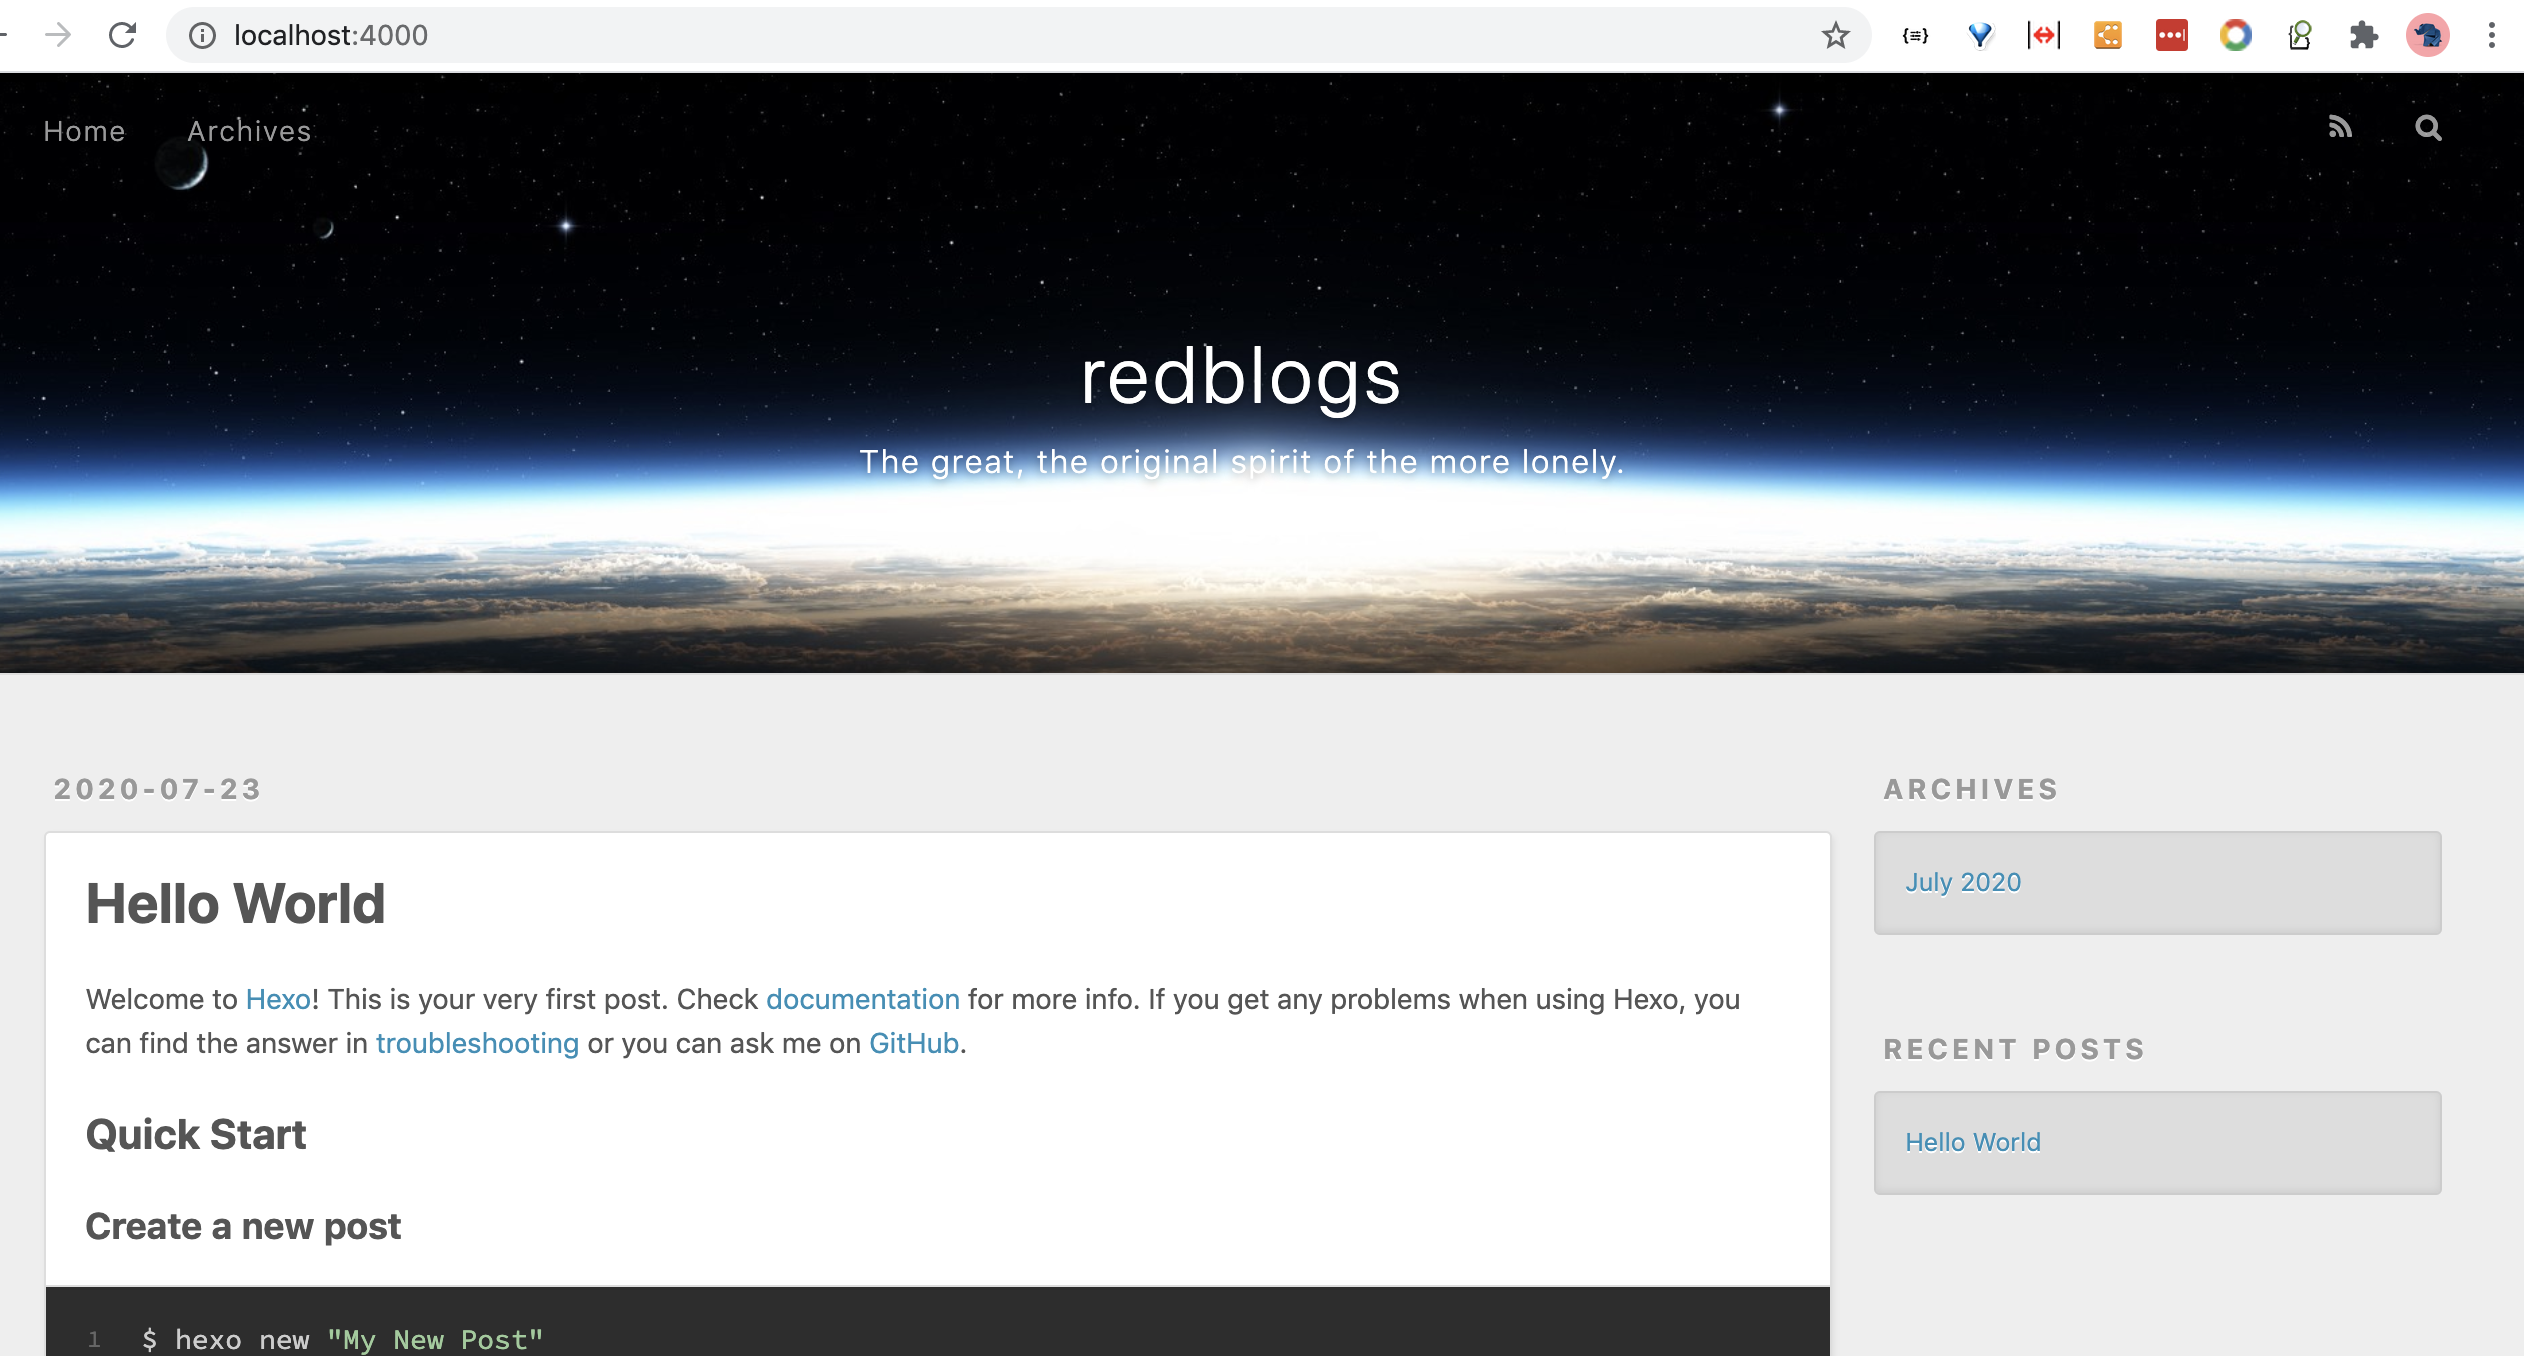 localhost:4000
Home Archives
redblogs
The great, the original spirit of the more lonely.
2020-07-23
Hello World
Welcome to Hexo! This is your very first post. Check documentation for more info. If you get any problems when using Hexo, you
can find the answer in troubleshooting or you can ask me on GitHub.
Quick Start
Create a new post
1 $ hexo new "My New Post"
ARCHIVES
July 2020
RECENT POSTS
Hello World